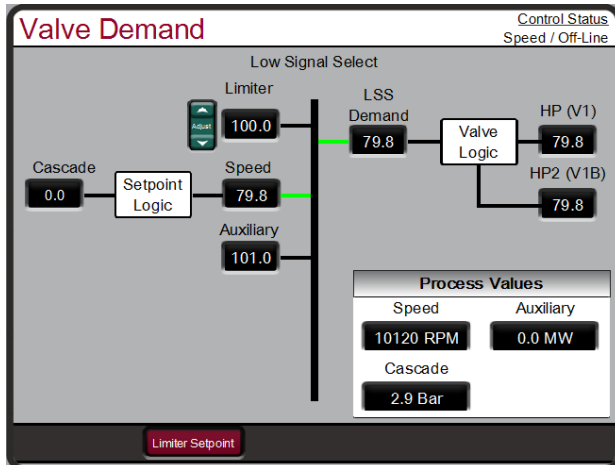 Valve Demand
Control Status
Speed / Off-Line
Low Signal Select
Limiter
Adjust
100.0
LSS
Demand
79.8
Valve
Logic
HP (V1)
79.8
HP2 (V1B)
79.8
Cascade
0.0
Setpoint
Logic
Speed
79.8
Auxiliary
101.0
Process Values
Speed
Auxiliary
10120 RPM
0.0 MW
Cascade
2.9 Bar
Limiter Setpoint